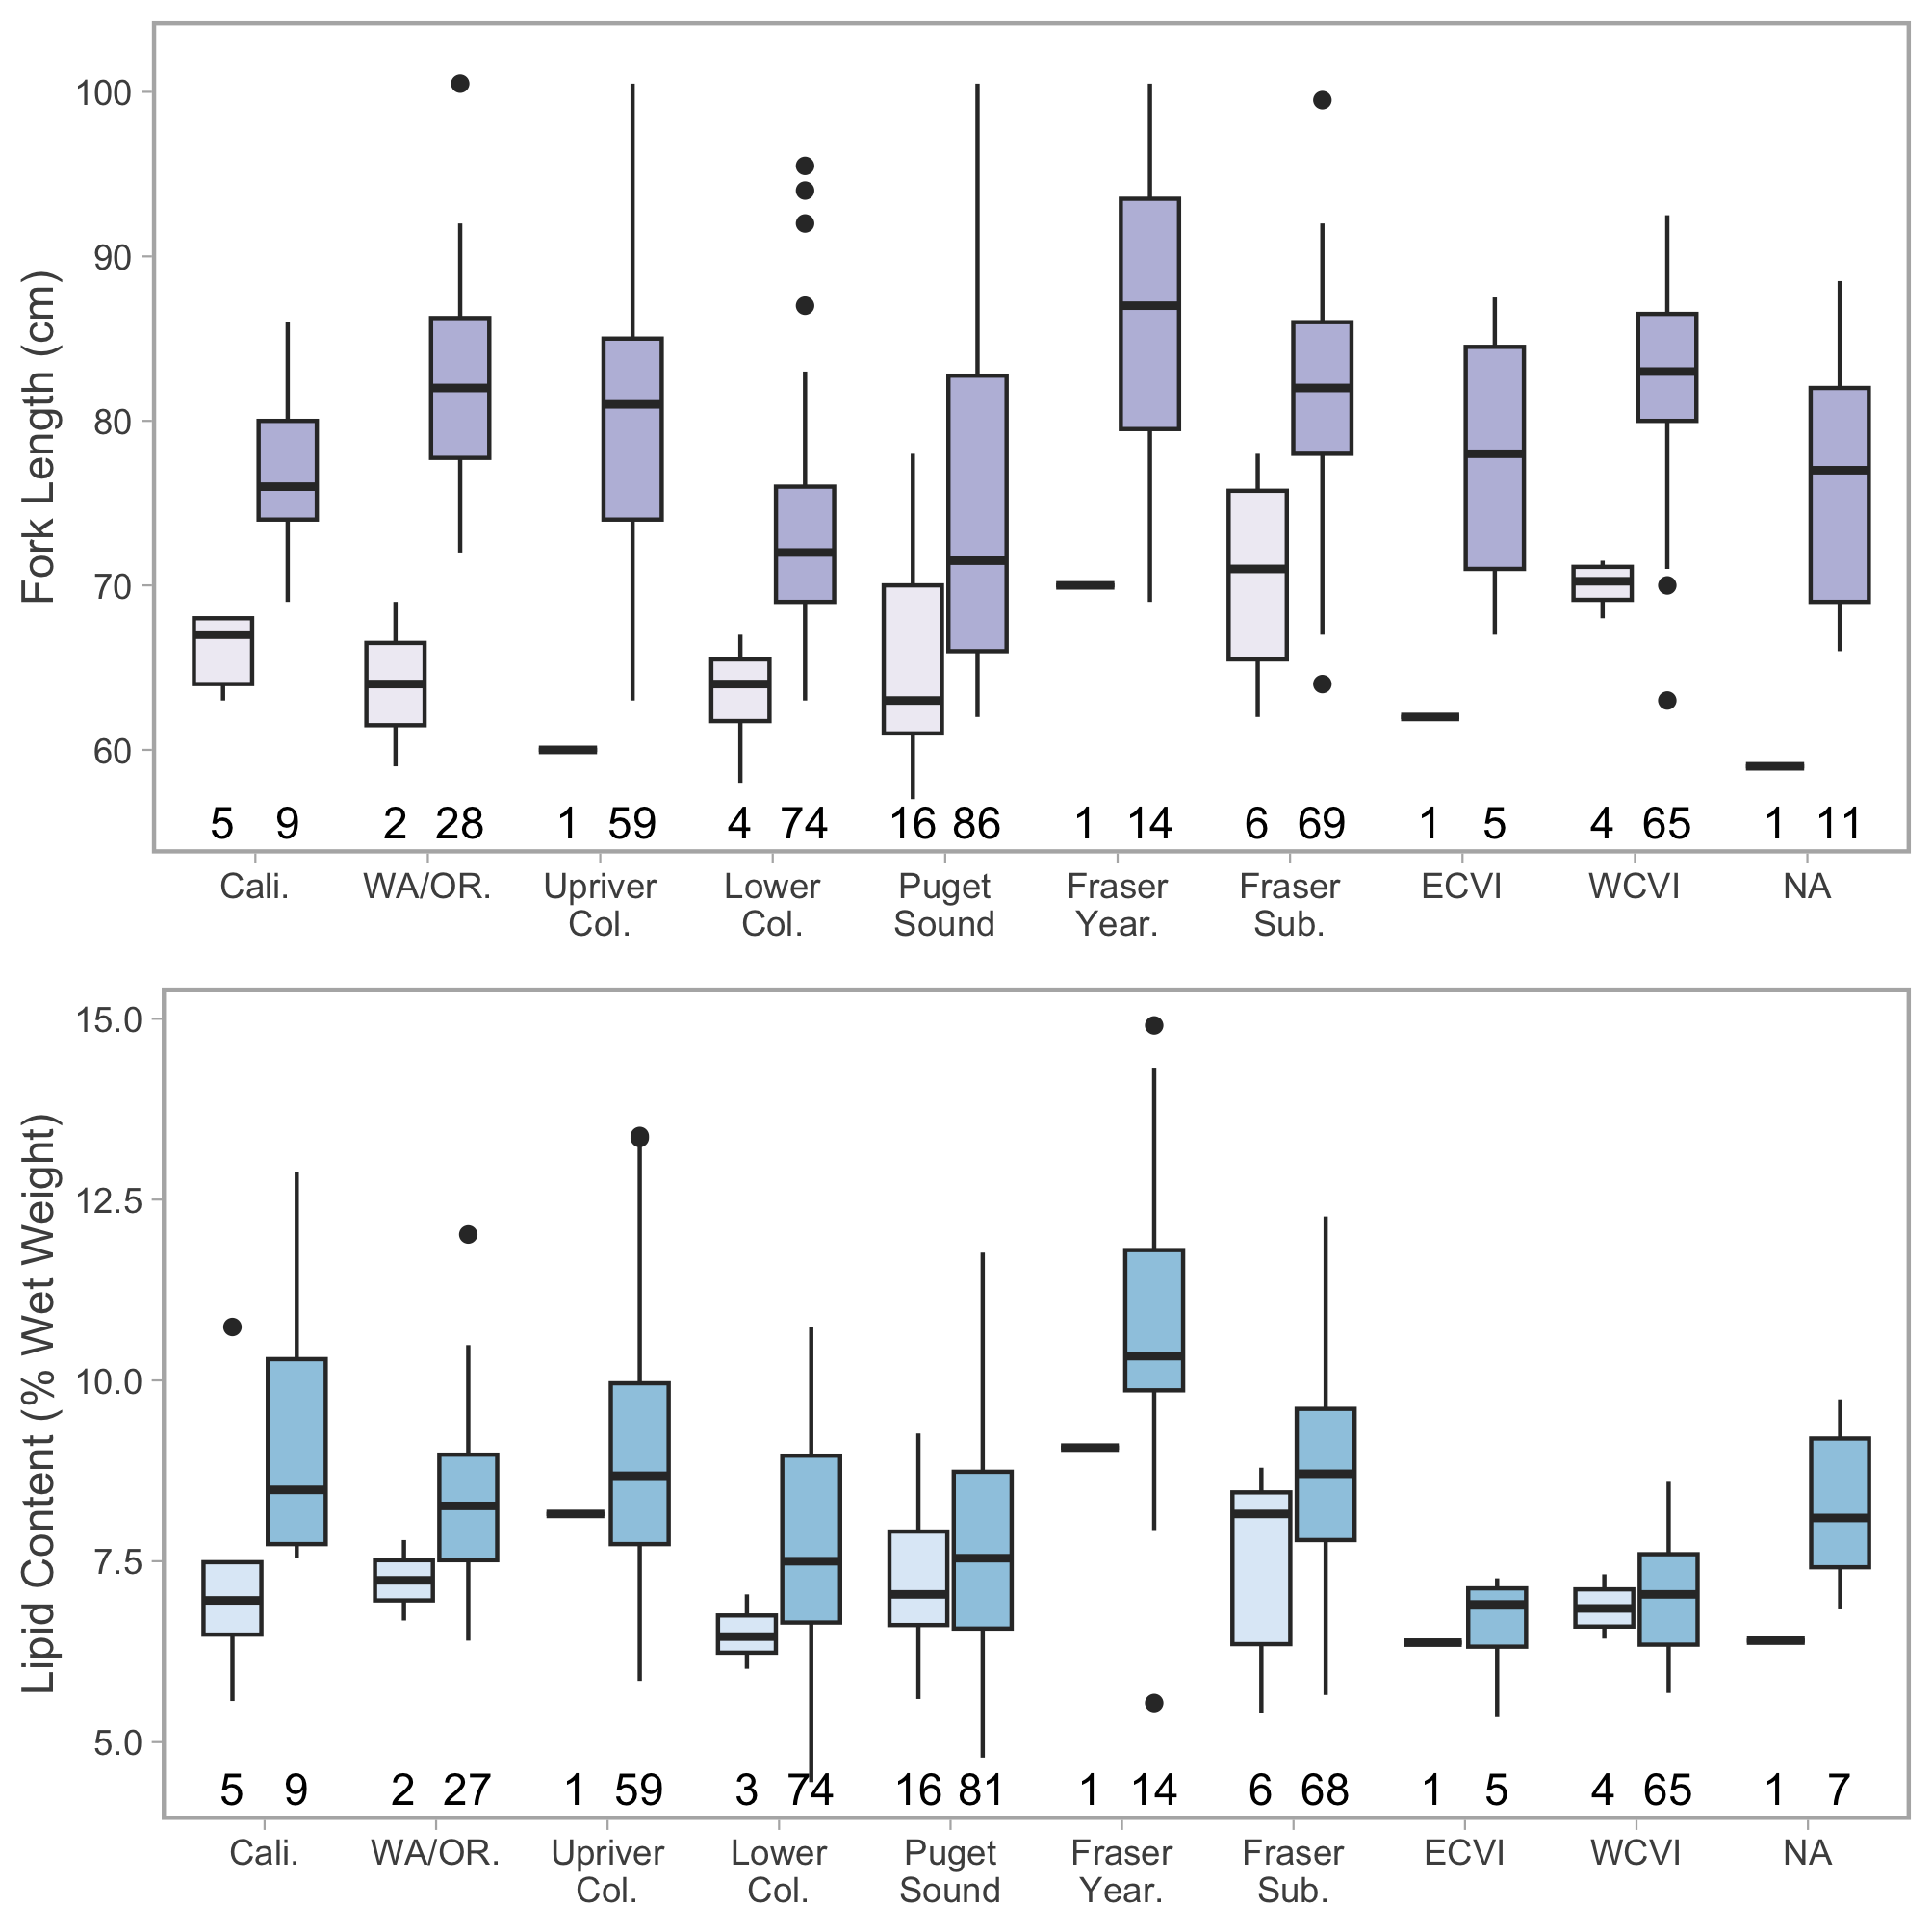 Fork Length (cm)
100
90
80
70
60
5 9 2 28 1 59 4 74 16 86 1 14 6 69 1 5 4 65 1 11
Cali. WA/OR. Upriver Lower Puget Fraser Fraser ECVI WCVI NA
Col. Col. Sound Year. Sub.
Lipid Content (% Wet Weight)
15.0
12.5
10.0
7.5
5.0
5 9 2 27 1 59 3 74 16 81 1 14 6 68 1 5 4 65 1 7
Cali. WA/OR. Upriver Lower Puget Fraser Fraser ECVI WCVI NA
Col. Col. Sound Year. Sub.